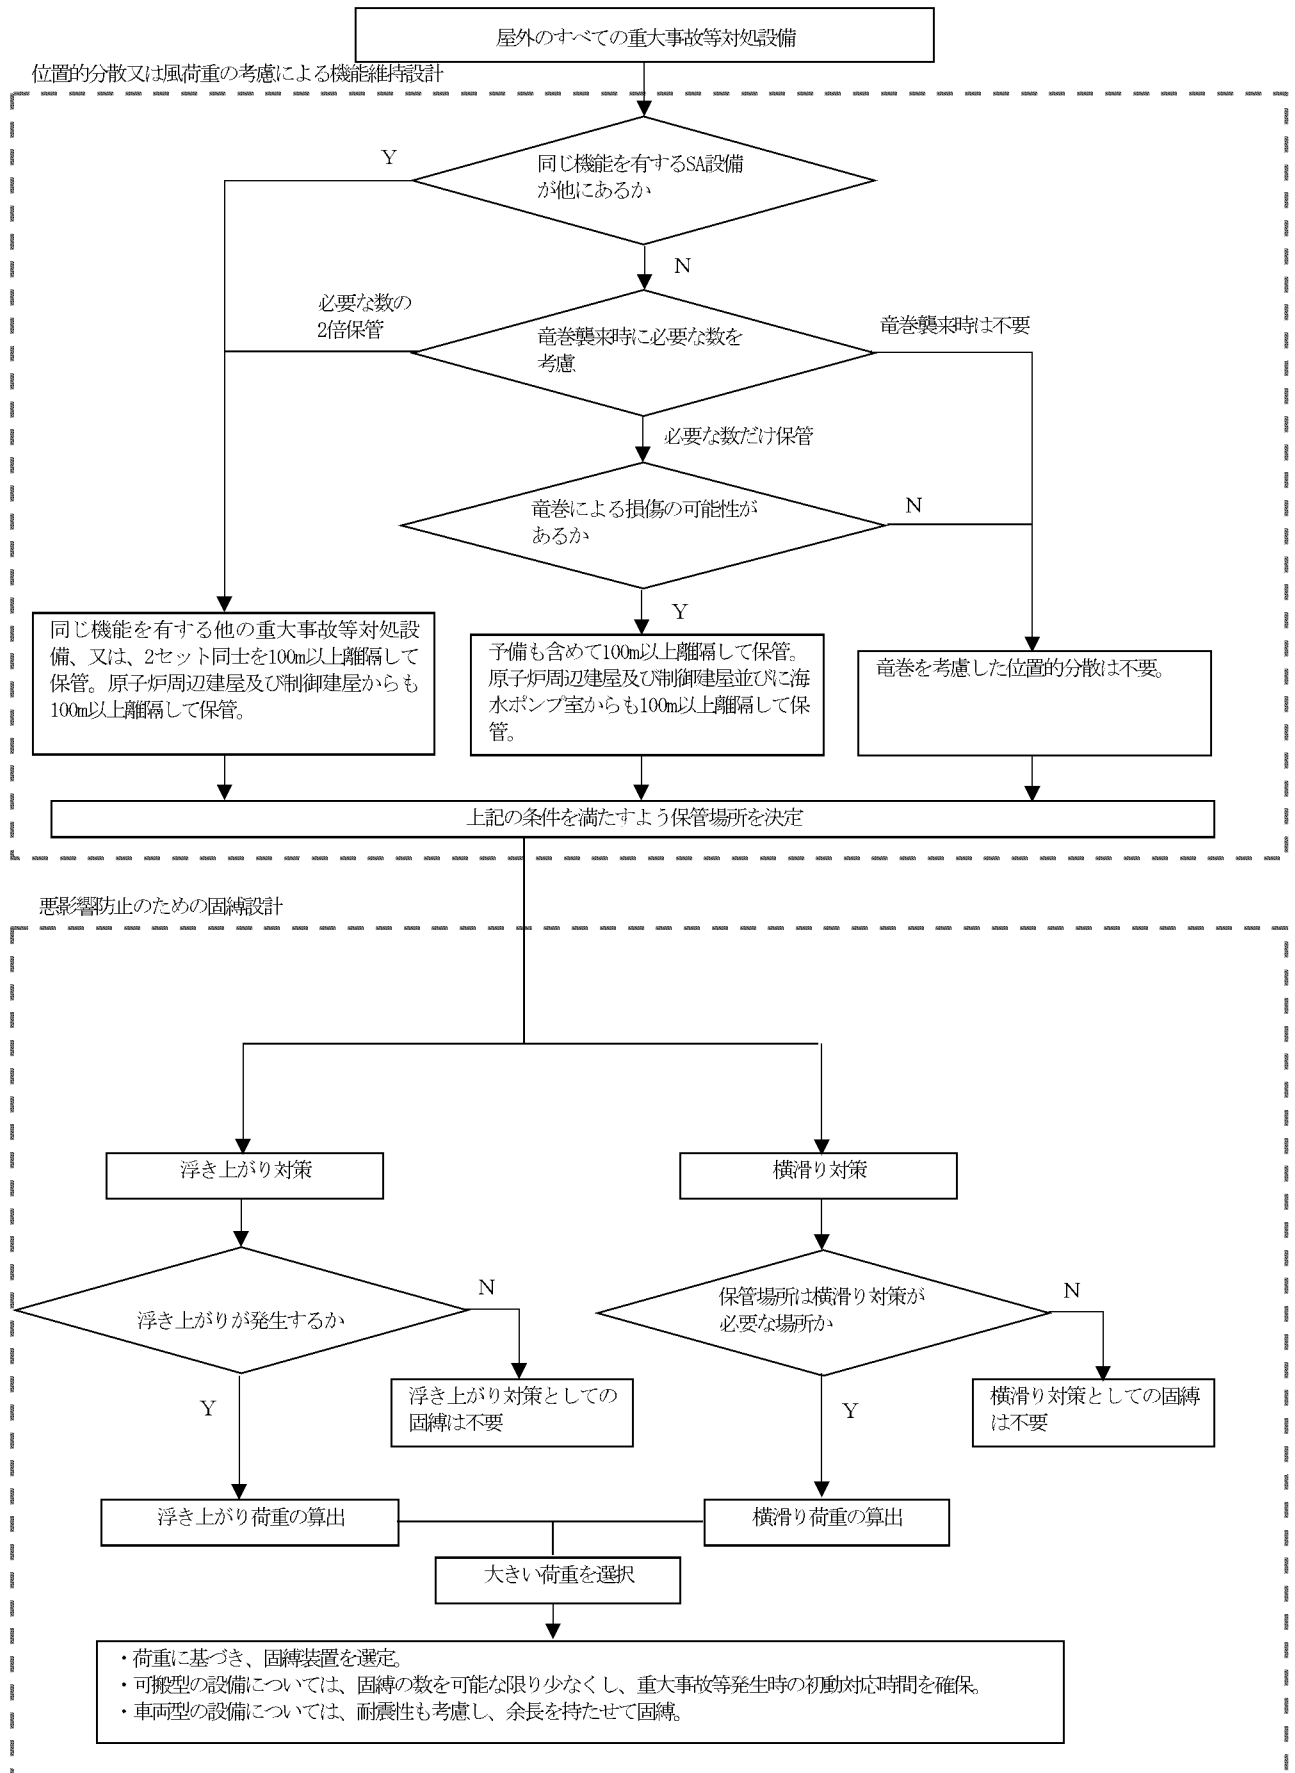 屋外のすべての重大事故等対処設備
位置的分散又は風荷重の考慮による機能維持設計
Y
同じ機能を有するSA設備
が他にあるか
N
必要な数の
2倍保管
竜巻襲来時に必要な数を
考慮
竜巻襲来時は不要
必要な数だけ保管
竜巻による損傷の可能性が
あるか
N
Y
同じ機能を有する他の重大事故等対処設
備、又は、2セット同士を100m以上離隔して
保管。原子炉周辺建屋及び制御建屋からも
100m以上離隔して保管。
予備も含めて100m以上離隔して保管。
原子炉周辺建屋及び制御建屋並びに海
水ポンプ室からも100m以上離隔して保
管。
竜巻を考慮した位置的分散は不要。
上記の条件を満たすよう保管場所を決定
悪影響防止のための固縛設計
浮き上がり対策
横滑り対策
浮き上がりが発生するか
N
保管場所は横滑り対策が
必要な場所か
N
Y
浮き上がり対策としての
固縛は不要
Y
横滑り対策としての固縛
は不要
浮き上がり荷重の算出
横滑り荷重の算出
大きい荷重を選択
・荷重に基づき、固縛装置を選定。
・可搬型の設備については、固縛の数を可能な限り少なくし、重大事故等発生時の初動対応時間を確保。
・車両型の設備については、耐震性も考慮し、余長を持たせて固縛。